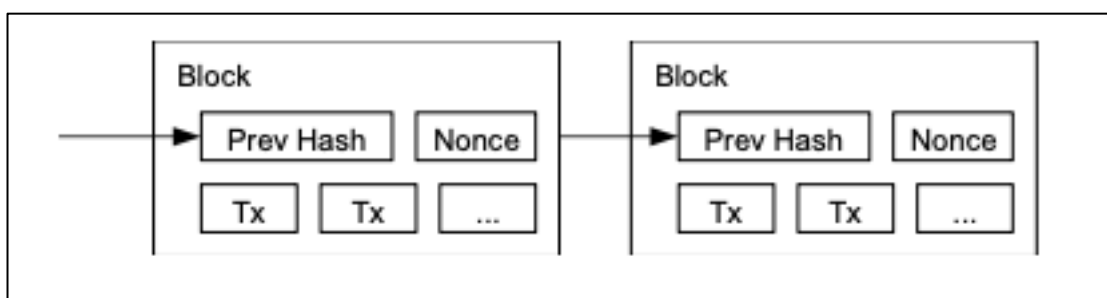 Block Block
Prev Hash Nonce Prev Hash Nonce
Tx Tx ... Tx Tx ...